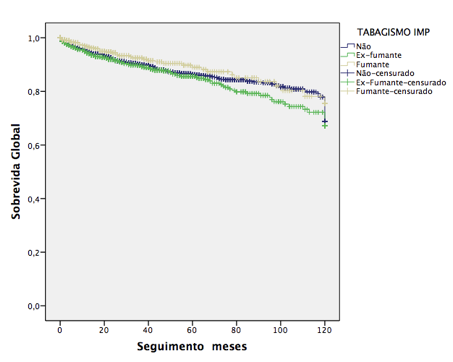 TABAGISMO IMP
Não
Ex-fumante
Fumante
Não-censurado
Ex-Fumante-censurado
Fumante-censurado
Sobrevida Global
1,0
0,8
0,6
0,4
0,2
0,0
0 20 40 60 80 100 120
Seguimento meses